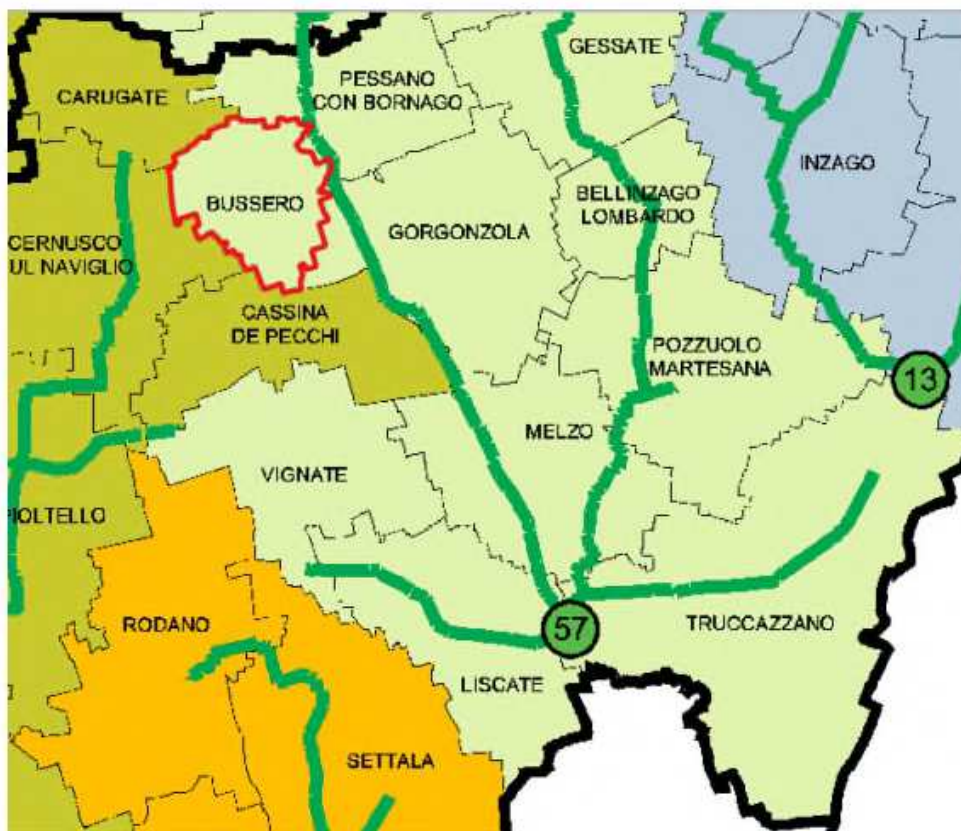 GESSATE
PESSANO
CON BORNAGO
CARUGATE
INZAGO
BELLINZAGO
LOMBARDO
BUSSERO
GORGONZOLA
CERNUSCO
UL NAVIGLIO
CASSINA
DE PECCHI
POZZUOLO
MARTESANA
13
MELZO
VIGNATE
PIOLTELLO
RODANO
57
TRUCCAZZANO
LISCATE
SETTALA